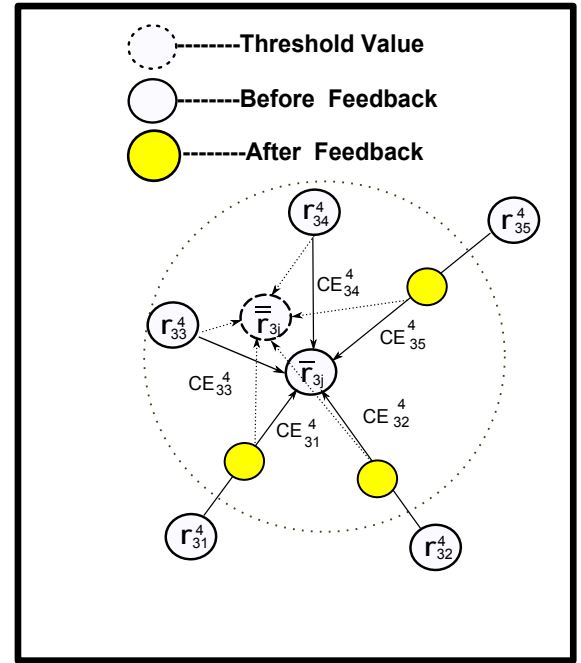 -------Threshold Value
-------Before Feedback
-------After Feedback
r⁴₃₄
r⁴₃₅
CE⁴₃₄
r̿₃ⱼ
r⁴₃₃
CE⁴₃₅
r̅₃ⱼ
CE⁴₃₃
CE⁴₃₂
CE⁴₃₁
r⁴₃₁
r⁴₃₂